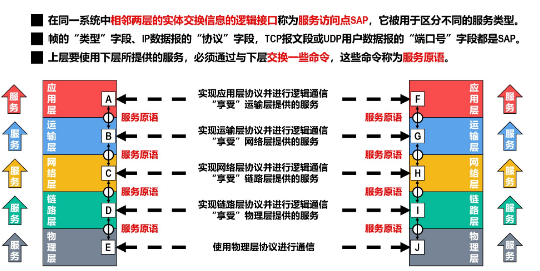 在同一系统中相邻两层的实体交换信息的逻辑接口称为服务访问点SAP，它被用于区分不同的服务类型。
帧的“类型”字段、IP数据报的“协议”字段，TCP报文段或UDP用户数据报的“端口号”字段都是SAP。
上层要使用下层所提供的服务，必须通过与下层交换一些命令，这些命令称为服务原语。
服务 应用层 A 实现应用层协议并进行逻辑通信 F 应用层 服务
“享受”运输层提供的服务
服务原语 服务原语
服务 运输层 B 实现运输层协议并进行逻辑通信 G 运输层 服务
“享受”网络层提供的服务
服务原语 服务原语
服务 网络层 C 实现网络层协议并进行逻辑通信 H 网络层 服务
“享受”链路层提供的服务
服务原语 服务原语
服务 链路层 D 实现链路层协议并进行逻辑通信 I 链路层 服务
“享受”物理层提供的服务
服务原语 服务原语
服务 物理层 E 使用物理层协议进行通信 J 物理层 服务